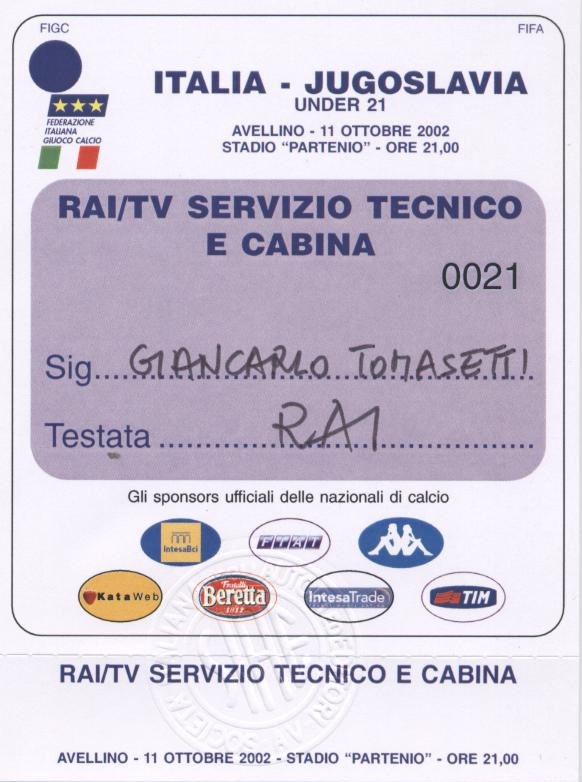 FIGC
FIFA
FEDERAZIONE
ITALIANA
GIUOCO CALCIO
ITALIA - JUGOSLAVIA
UNDER 21
AVELLINO - 11 OTTOBRE 2002
STADIO “PARTENIO” - ORE 21,00
RAI/TV SERVIZIO TECNICO
E CABINA
0021
Sig. GIANCARLO TOMASETTI
Testata RAI
Gli sponsors ufficiali delle nazionali di calcio
IntesaBci
FIAT
KataWeb
Fratelli
Beretta
1812
IntesaTrade
TIM
RAI/TV SERVIZIO TECNICO E CABINA
AVELLINO - 11 OTTOBRE 2002 - STADIO “PARTENIO” - ORE 21,00